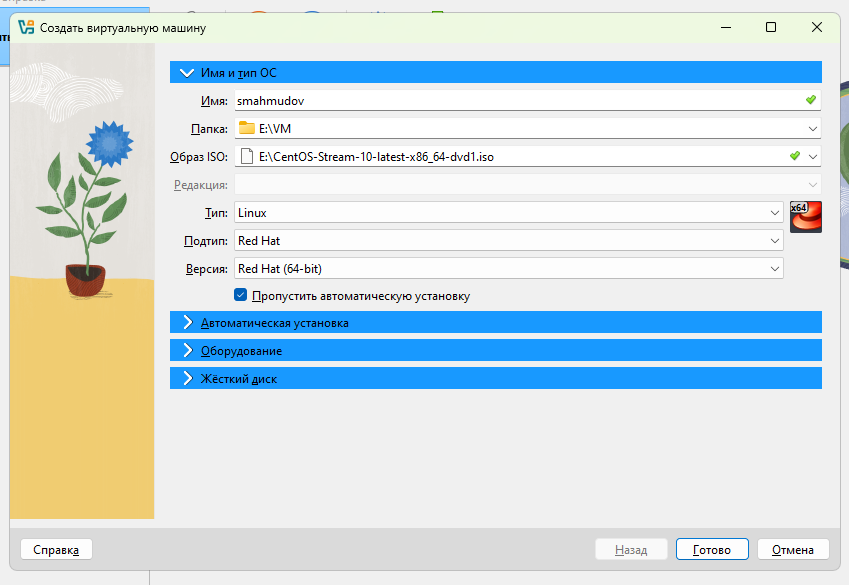 Создать виртуальную машину
Имя и тип ОС
Имя: smahmudov
Папка: E:\VM
Образ ISO: E:\CentOS-Stream-10-latest-x86_64-dvd1.iso
Редакция:
Тип: Linux
x64
Подтип: Red Hat
Версия: Red Hat (64-bit)
Пропустить автоматическую установку
Автоматическая установка
Оборудование
Жёсткий диск
Справка Назад Готово Отмена